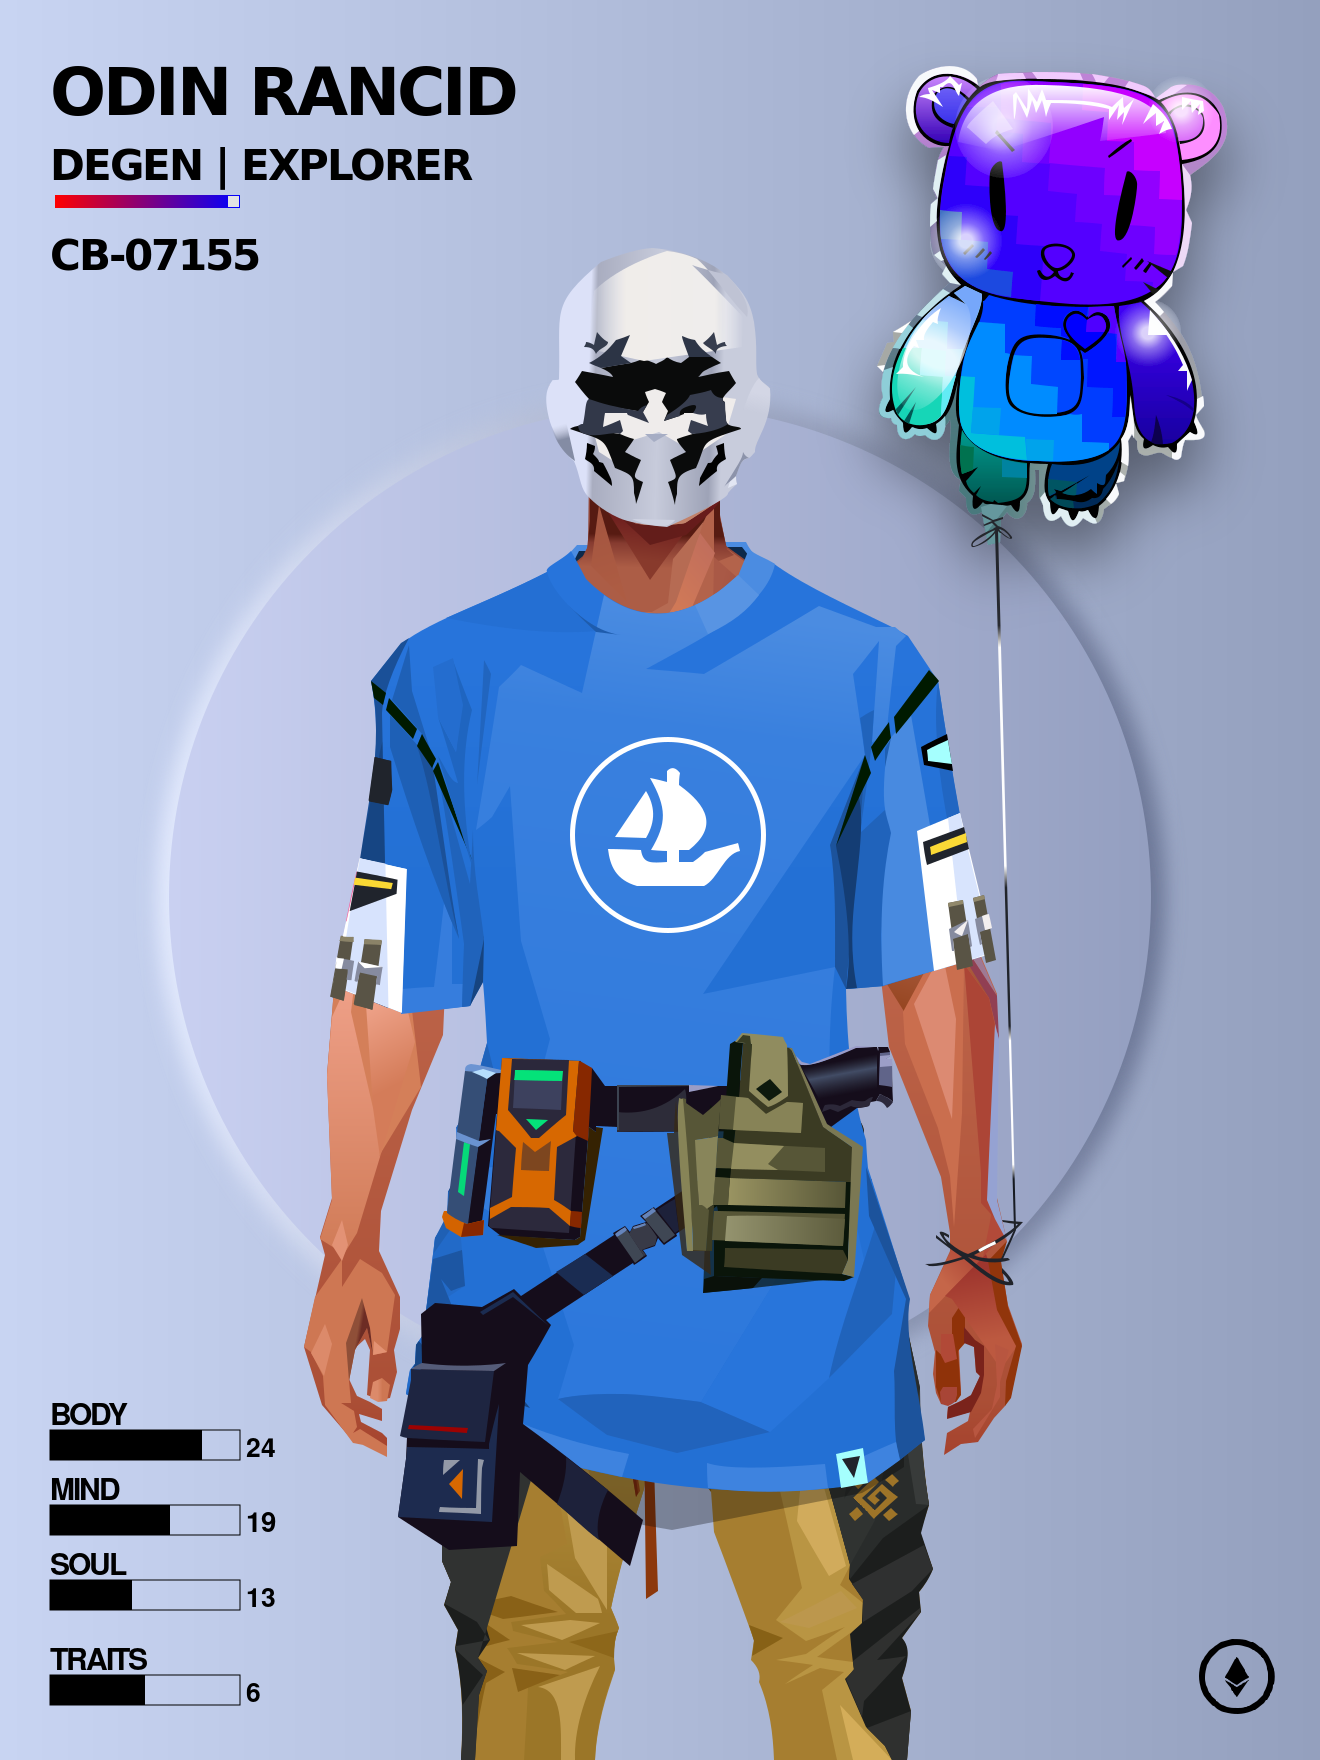 ODIN RANCID
DEGEN | EXPLORER
CB-07155
BODY
24
MIND
19
SOUL
13
TRAITS
6